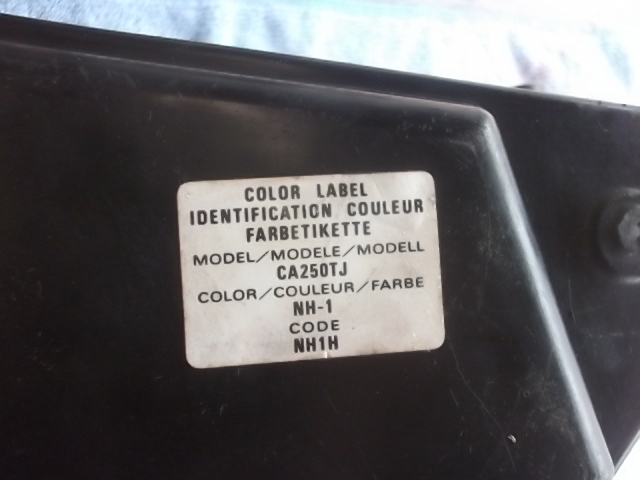 COLOR LABEL
IDENTIFICATION COULEUR
FARBETIKETTE
MODEL/MODELE/MODELL
CA250TJ
COLOR/COULEUR/FARBE
NH-1
CODE
NH1H